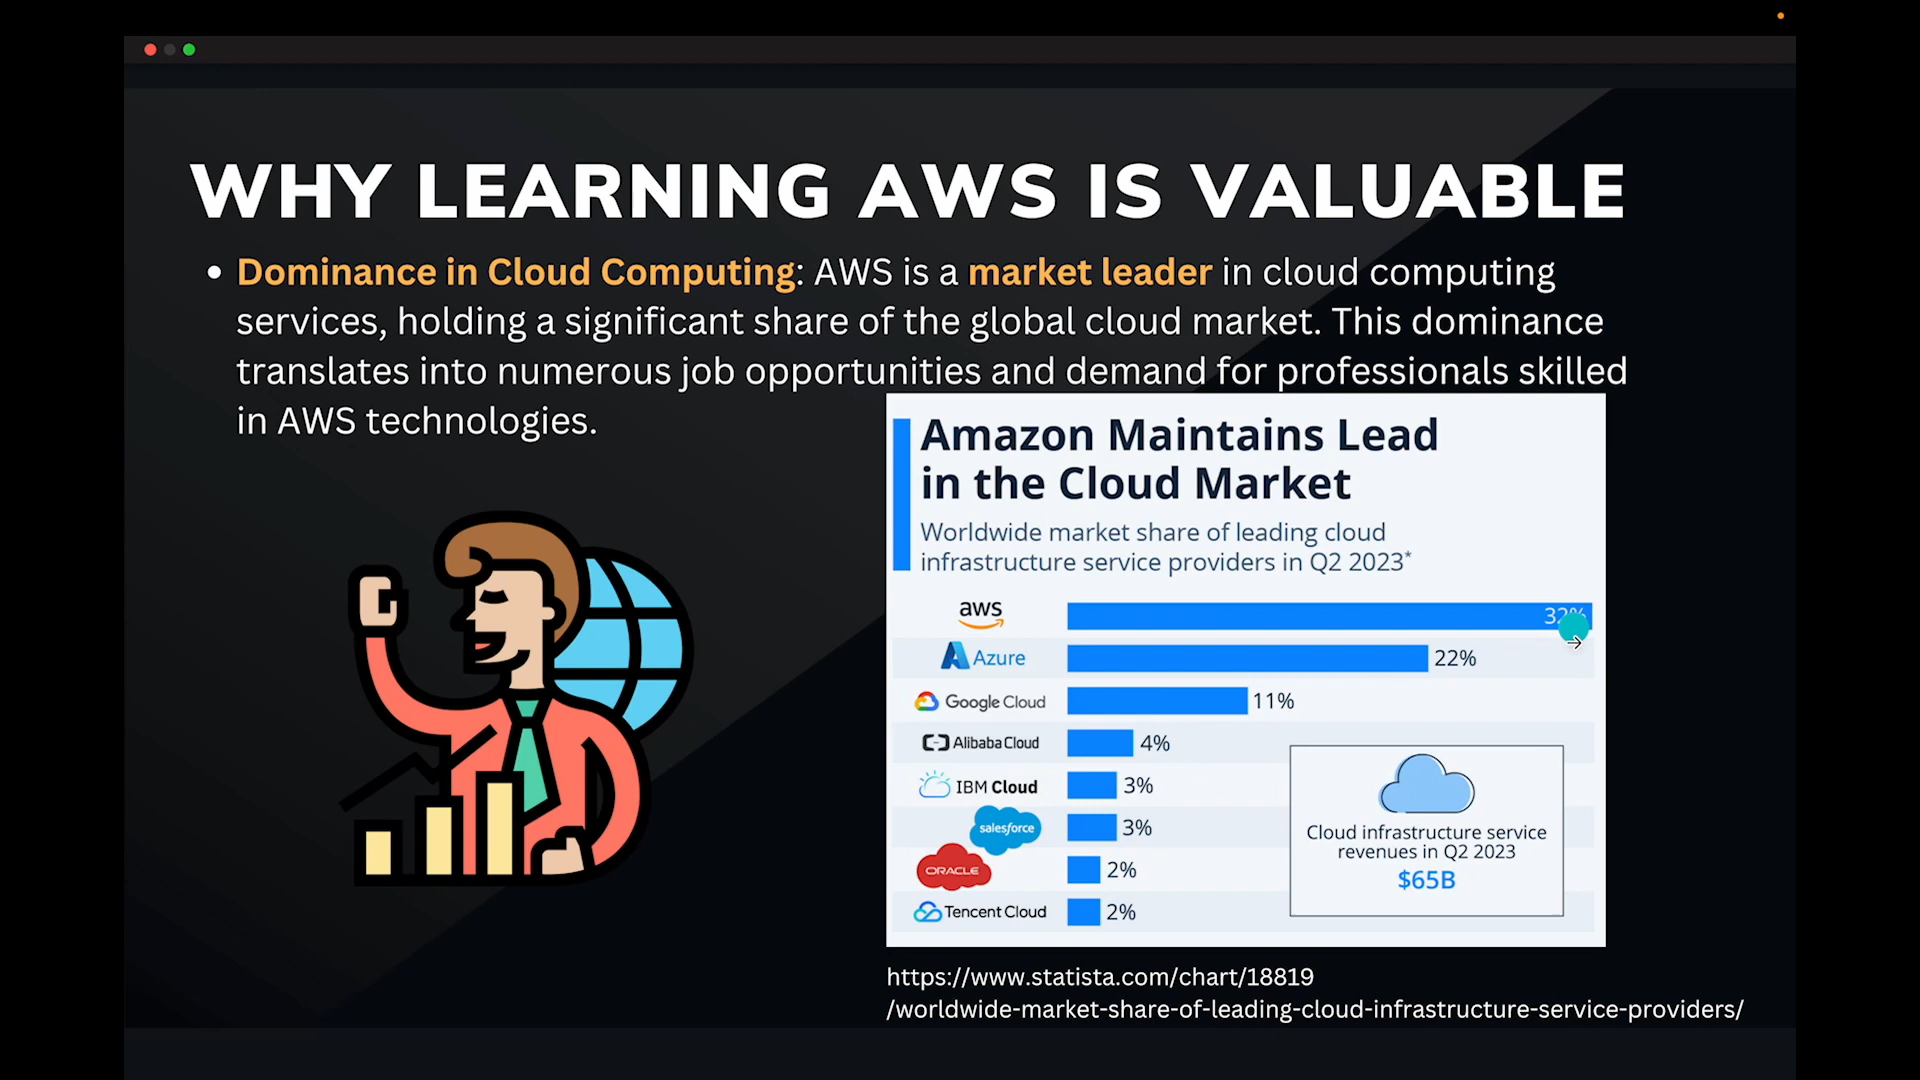 WHY LEARNING AWS IS VALUABLE
• Dominance in Cloud Computing: AWS is a market leader in cloud computing
services, holding a significant share of the global cloud market. This dominance
translates into numerous job opportunities and demand for professionals skilled
in AWS technologies.
Amazon Maintains Lead
in the Cloud Market
Worldwide market share of leading cloud
infrastructure service providers in Q2 2023*
aws 32%
Azure 22%
Google Cloud 11%
Alibaba Cloud 4%
IBM Cloud 3%
salesforce 3%
ORACLE 2%
Tencent Cloud 2%
Cloud infrastructure service
revenues in Q2 2023
$65B
https://www.statista.com/chart/18819
/worldwide-market-share-of-leading-cloud-infrastructure-service-providers/